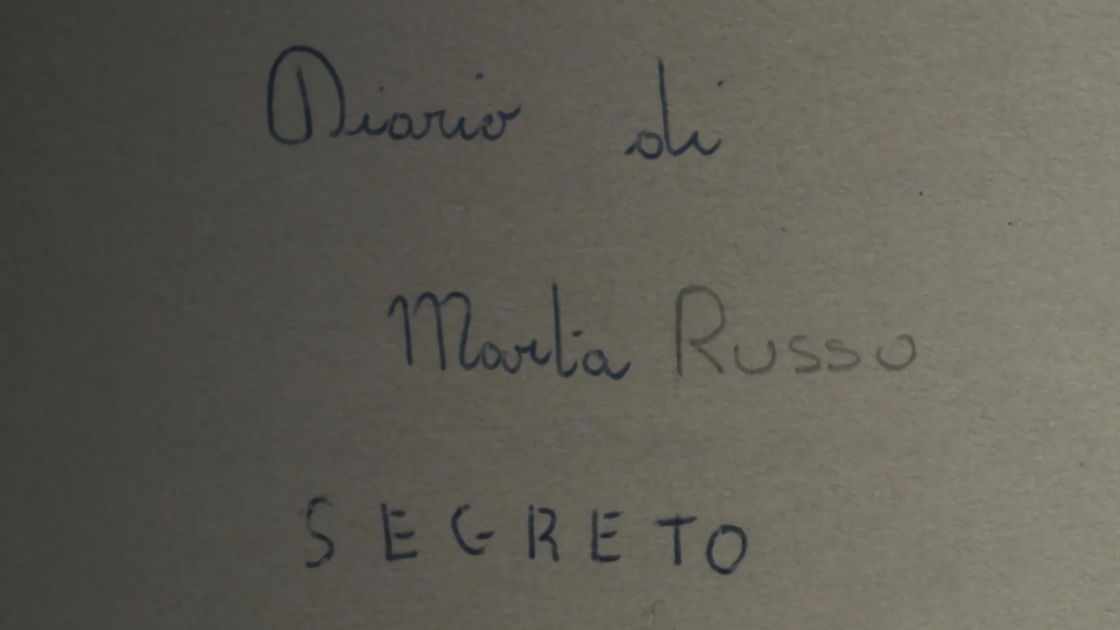 Diario di
Marta Russo
SEGRETO